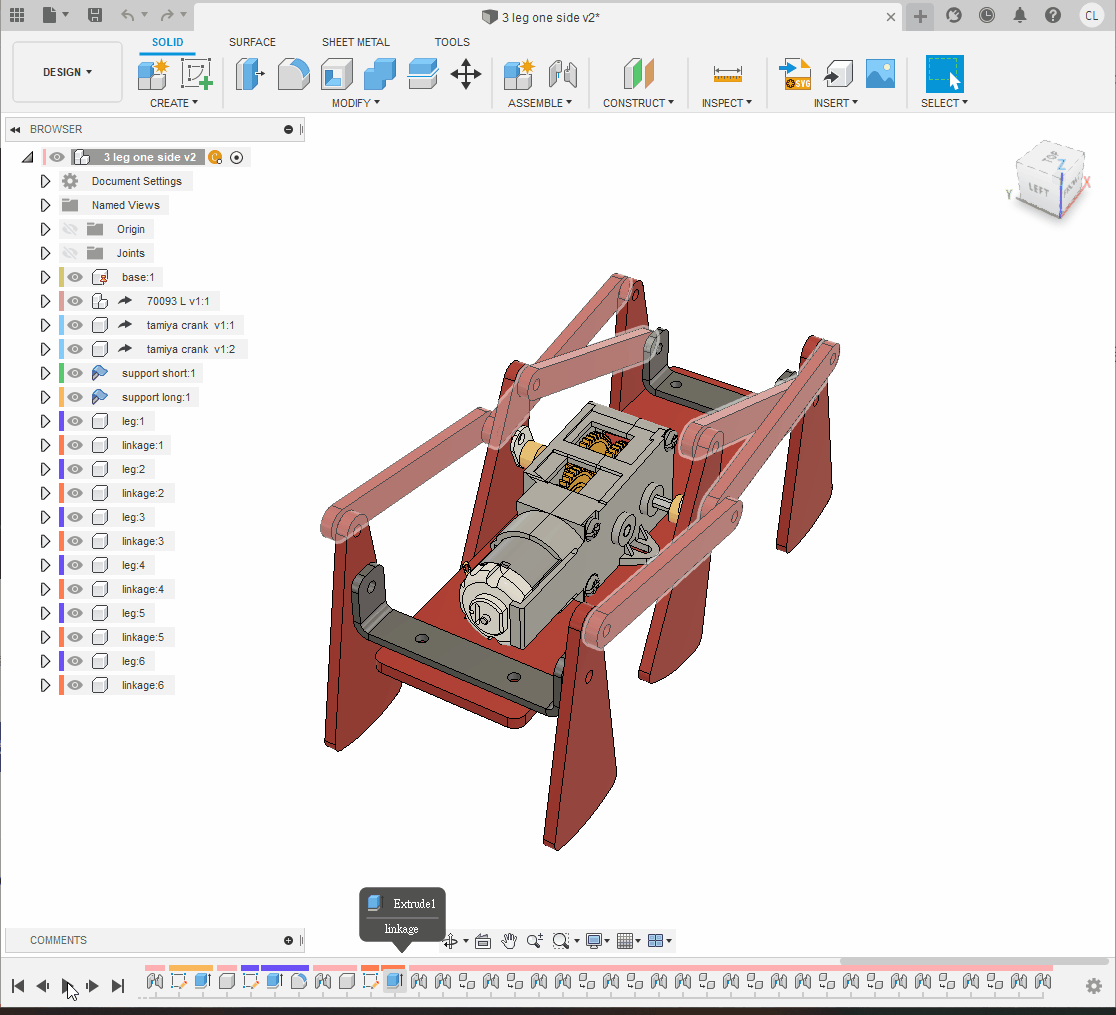 3 leg one side v2*
CL
DESIGN
SOLID
SURFACE
SHEET METAL
TOOLS
CREATE
MODIFY
ASSEMBLE
CONSTRUCT
INSPECT
INSERT
SELECT
SVG
BROWSER
3 leg one side v2
Document Settings
Named Views
Origin
Joints
base:1
70093 L v1:1
tamiya crank v1:1
tamiya crank v1:2
support short:1
support long:1
leg:1
linkage:1
leg:2
linkage:2
leg:3
linkage:3
leg:4
linkage:4
leg:5
linkage:5
leg:6
linkage:6
Z
X
Y
LEFT
Extrude1
linkage
COMMENTS